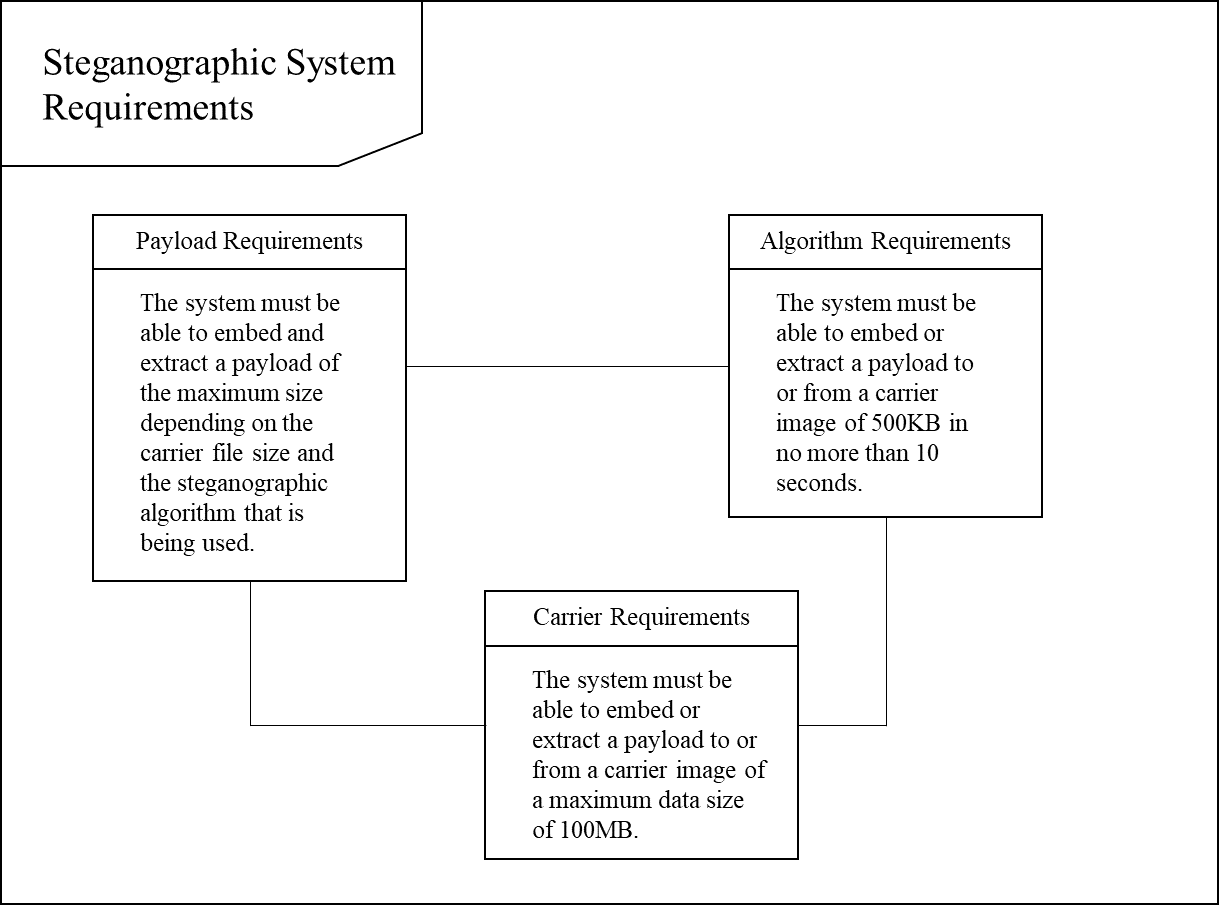 Steganographic System
Requirements
Payload Requirements
The system must be
able to embed and
extract a payload of
the maximum size
depending on the
carrier file size and
the steganographic
algorithm that is
being used.
Algorithm Requirements
The system must be
able to embed or
extract a payload to
or from a carrier
image of 500KB in
no more than 10
seconds.
Carrier Requirements
The system must be
able to embed or
extract a payload to or
from a carrier image of
a maximum data size
of 100MB.